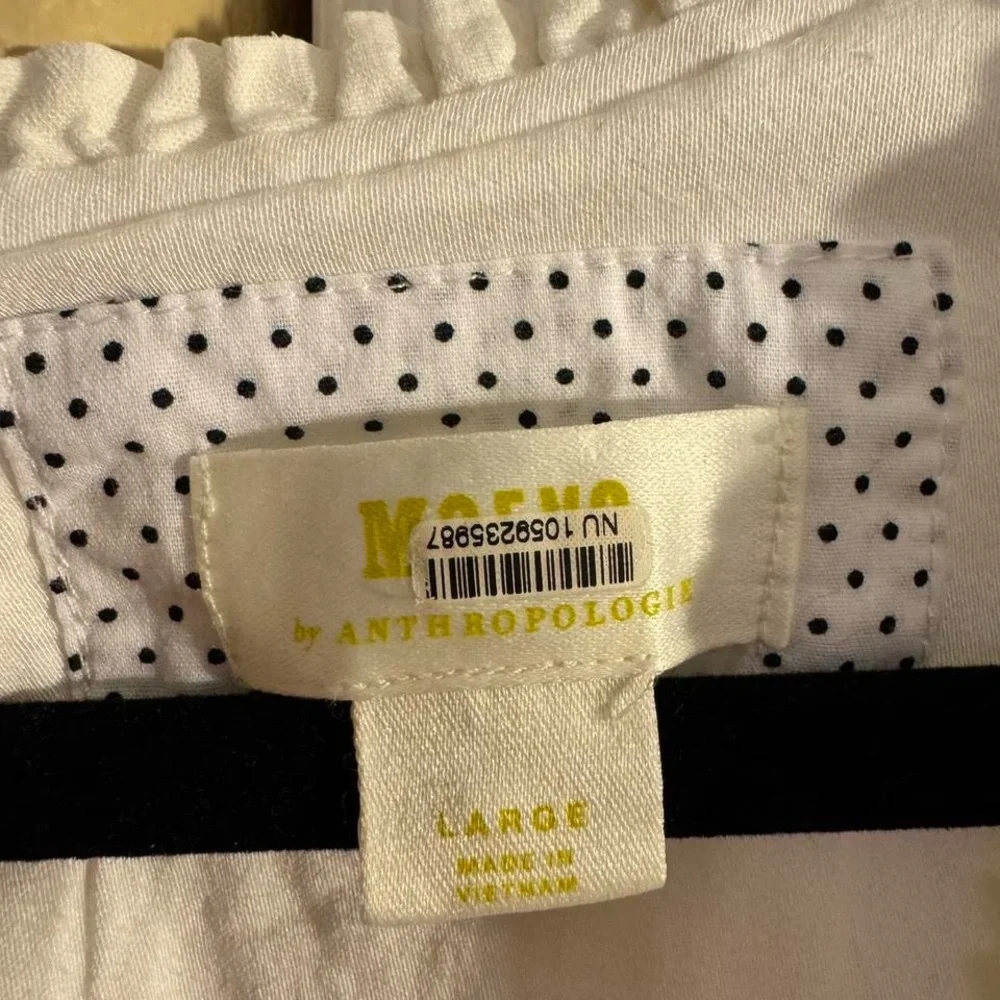 NU 1059235987
by ANTHROPOLOGIE
LARGE
MADE IN
VIETNAM